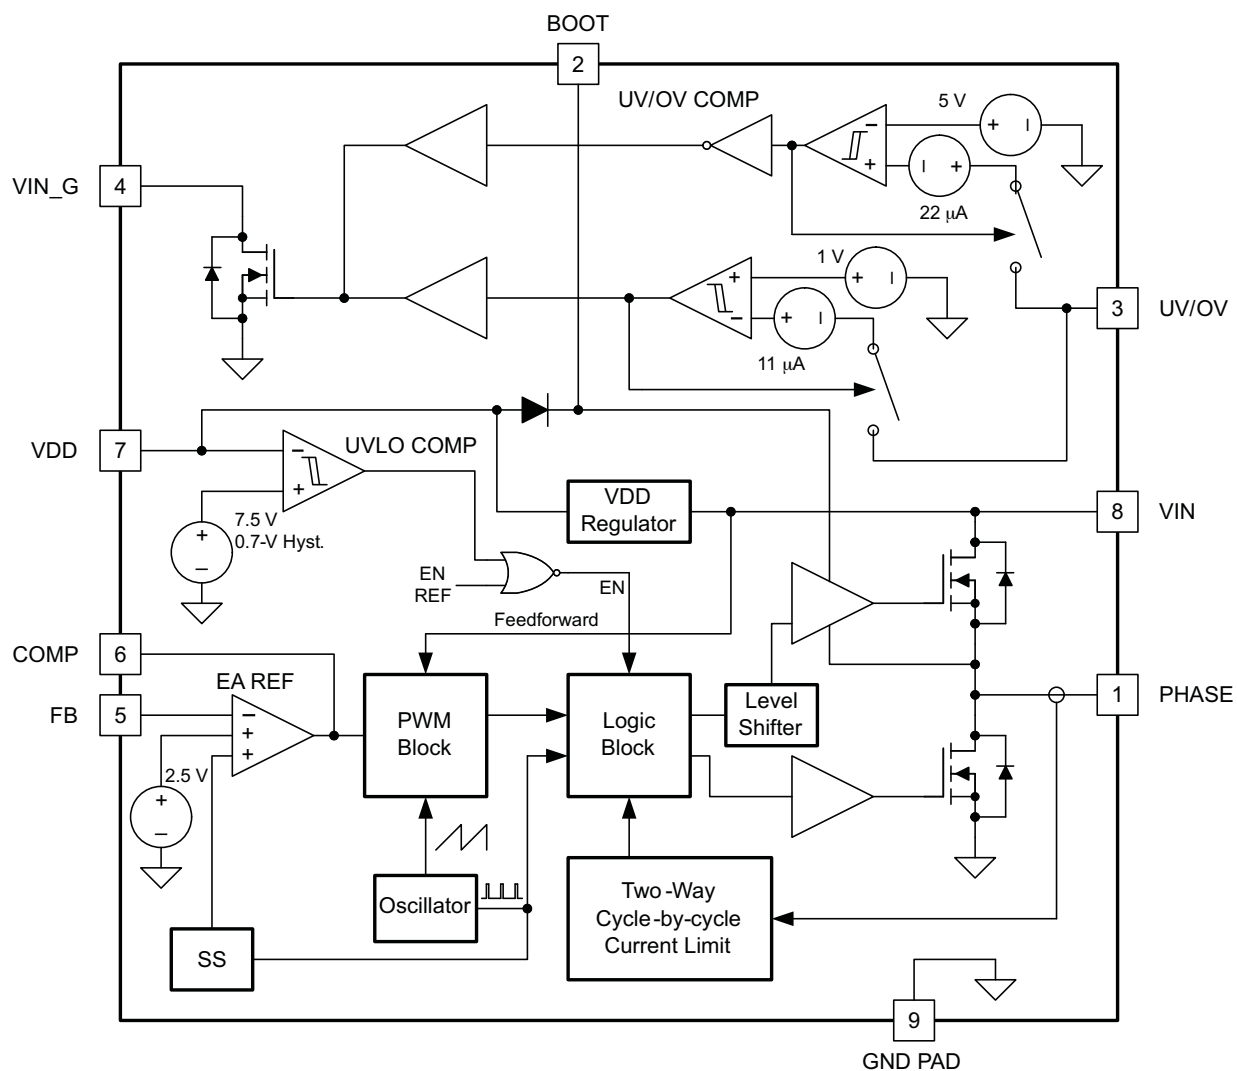 BOOT
2
UV/OV COMP
5 V
+ –
VIN_G
4
–
+
+
22 μA
1 V
+
–
+
+
11 μA
3
UV/OV
VDD
7
UVLO COMP
–
+
VDD
Regulator
8
VIN
7.5 V
0.7-V Hyst.
+
–
EN
REF
EN
Feedforward
COMP
6
EA REF
FB
5
–
+
+
PWM
Block
Logic
Block
Level
Shifter
1
PHASE
2.5 V
+
–
Oscillator
Two-Way
Cycle-by-cycle
Current Limit
SS
9
GND PAD